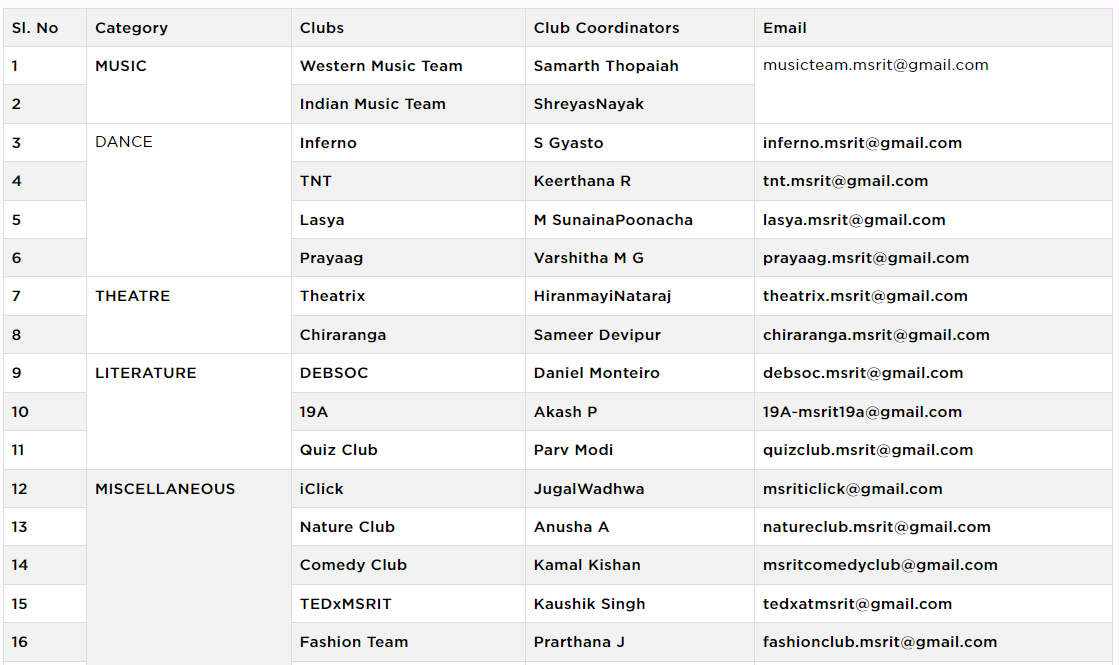 Sl. No Category Clubs Club Coordinators Email
1 MUSIC Western Music Team Samarth Thopaiah musicteam.msrit@gmail.com
2 Indian Music Team ShreyasNayak
3 DANCE Inferno S Gyasto inferno.msrit@gmail.com
4 TNT Keerthana R tnt.msrit@gmail.com
5 Lasya M SunainaPoonacha lasya.msrit@gmail.com
6 Prayaag Varshitha M G prayaag.msrit@gmail.com
7 THEATRE Theatrix HiranmayiNataraj theatrix.msrit@gmail.com
8 Chiraranga Sameer Devipur chiraranga.msrit@gmail.com
9 LITERATURE DEBSOC Daniel Monteiro debsoc.msrit@gmail.com
10 19A Akash P 19A-msrit19a@gmail.com
11 Quiz Club Parv Modi quizclub.msrit@gmail.com
12 MISCELLANEOUS iClick JugalWadhwa msriticlick@gmail.com
13 Nature Club Anusha A natureclub.msrit@gmail.com
14 Comedy Club Kamal Kishan msritcomedyclub@gmail.com
15 TEDxMSRIT Kaushik Singh tedxatmsrit@gmail.com
16 Fashion Team Prarthana J fashionclub.msrit@gmail.com